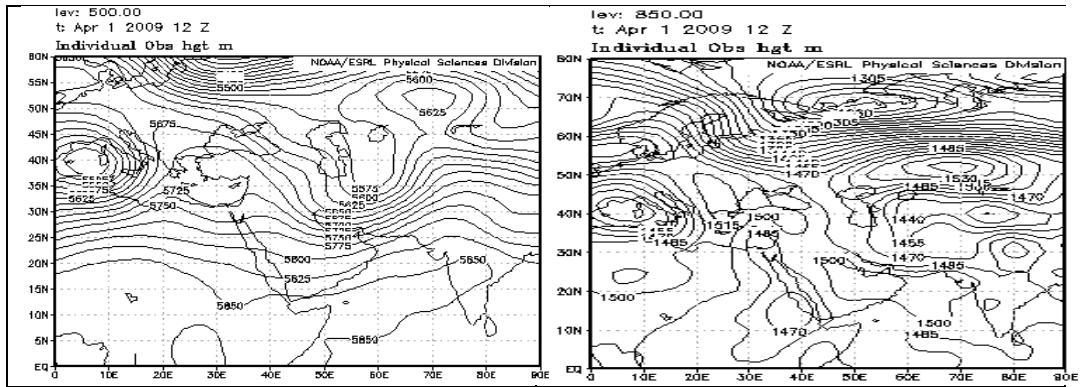 lev: 500.00
t: Apr 1 2009 12 Z
Individual Obs hgt m
NOAA/ESRL Physical Sciences Division
60N
55N
50N
45N
40N
35N
30N
25N
20N
15N
10N
5N
EQ
0
10E
20E
30E
40E
50E
60E
70E
80E
90E
5500
5600
5625
5675
5625
5725
5750
5575
5600
5625
5750
5775
5800
5825
5850
5850
5850
lev: 850.00
t: Apr 1 2009 12 Z
Individual Obs hgt m
NOAA/ESRL Physical Sciences Division
80N
70N
60N
50N
40N
30N
20N
10N
EQ
0
10E
20E
30E
40E
50E
60E
70E
80E
90E
1305
1485
1470
1530
1485
1470
1500
1515
1485
1440
1455
1470
1485
1485
1500
1500
1470
1500
1485